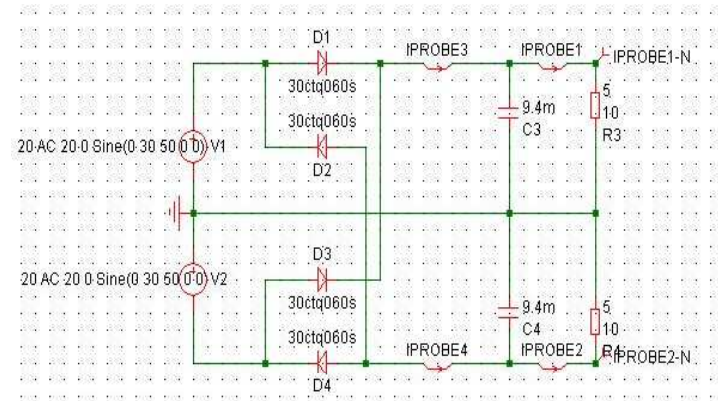 D1
IPROBE3
IPROBE1
IPROBE1-N
30ctq060s
5
10
R3
9.4m
C3
30ctq060s
D2
20 AC 20 0 Sine(0 30 50 0 0) V1
D3
20 AC 20 0 Sine(0 30 50 0 0) V2
30ctq060s
9.4m
C4
5
10
R4
30ctq060s
D4
IPROBE4
IPROBE2
IPROBE2-N